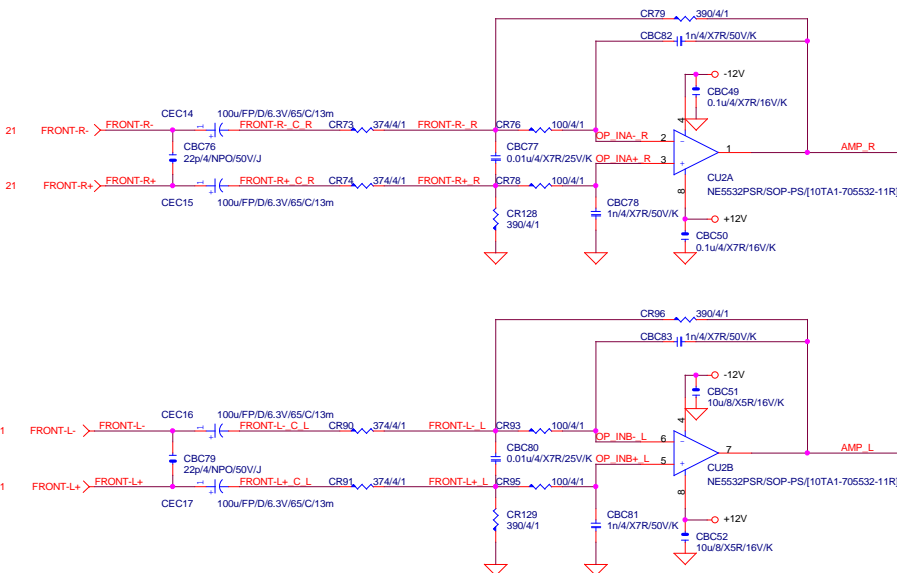 CR79 390/4/1
CBC82 1n/4/X7R/50V/K
-12V
CBC49
0.1u/4/X7R/16V/K
4
CEC14 100u/FP/D/6.3V/65/C/13m
21 FRONT-R- FRONT-R- 1 + FRONT-R-_C_R CR73 374/4/1 FRONT-R-_R CR76 100/4/1 OP_INA-_R 2 -
CBC76
22p/4/NPO/50V/J
CBC77
0.01u/4/X7R/25V/K
OP_INA+_R 3 +
1 AMP_R
CU2A
NE5532PSR/SOP-PS/[10TA1-705532-11R]
8
21 FRONT-R+ FRONT-R+ 1 + FRONT-R+_C_R CR74 374/4/1 FRONT-R+_R CR78 100/4/1
CEC15 100u/FP/D/6.3V/65/C/13m
CR128
390/4/1
CBC78
1n/4/X7R/50V/K
+12V
CBC50
0.1u/4/X7R/16V/K
CR96 390/4/1
CBC83 1n/4/X7R/50V/K
-12V
CBC51
10u/8/X5R/16V/K
4
CEC16 100u/FP/D/6.3V/65/C/13m
1 FRONT-L- FRONT-L- 1 + FRONT-L-_C_L CR90 374/4/1 FRONT-L-_L CR93 100/4/1 OP_INB-_L 6 -
CBC79
22p/4/NPO/50V/J
CBC80
0.01u/4/X7R/25V/K
OP_INB+_L 5 +
7 AMP_L
CU2B
NE5532PSR/SOP-PS/[10TA1-705532-11R]
8
1 FRONT-L+ FRONT-L+ 1 + FRONT-L+_C_L CR91 374/4/1 FRONT-L+_L CR95 100/4/1
CEC17 100u/FP/D/6.3V/65/C/13m
CR129
390/4/1
CBC81
1n/4/X7R/50V/K
+12V
CBC52
10u/8/X5R/16V/K